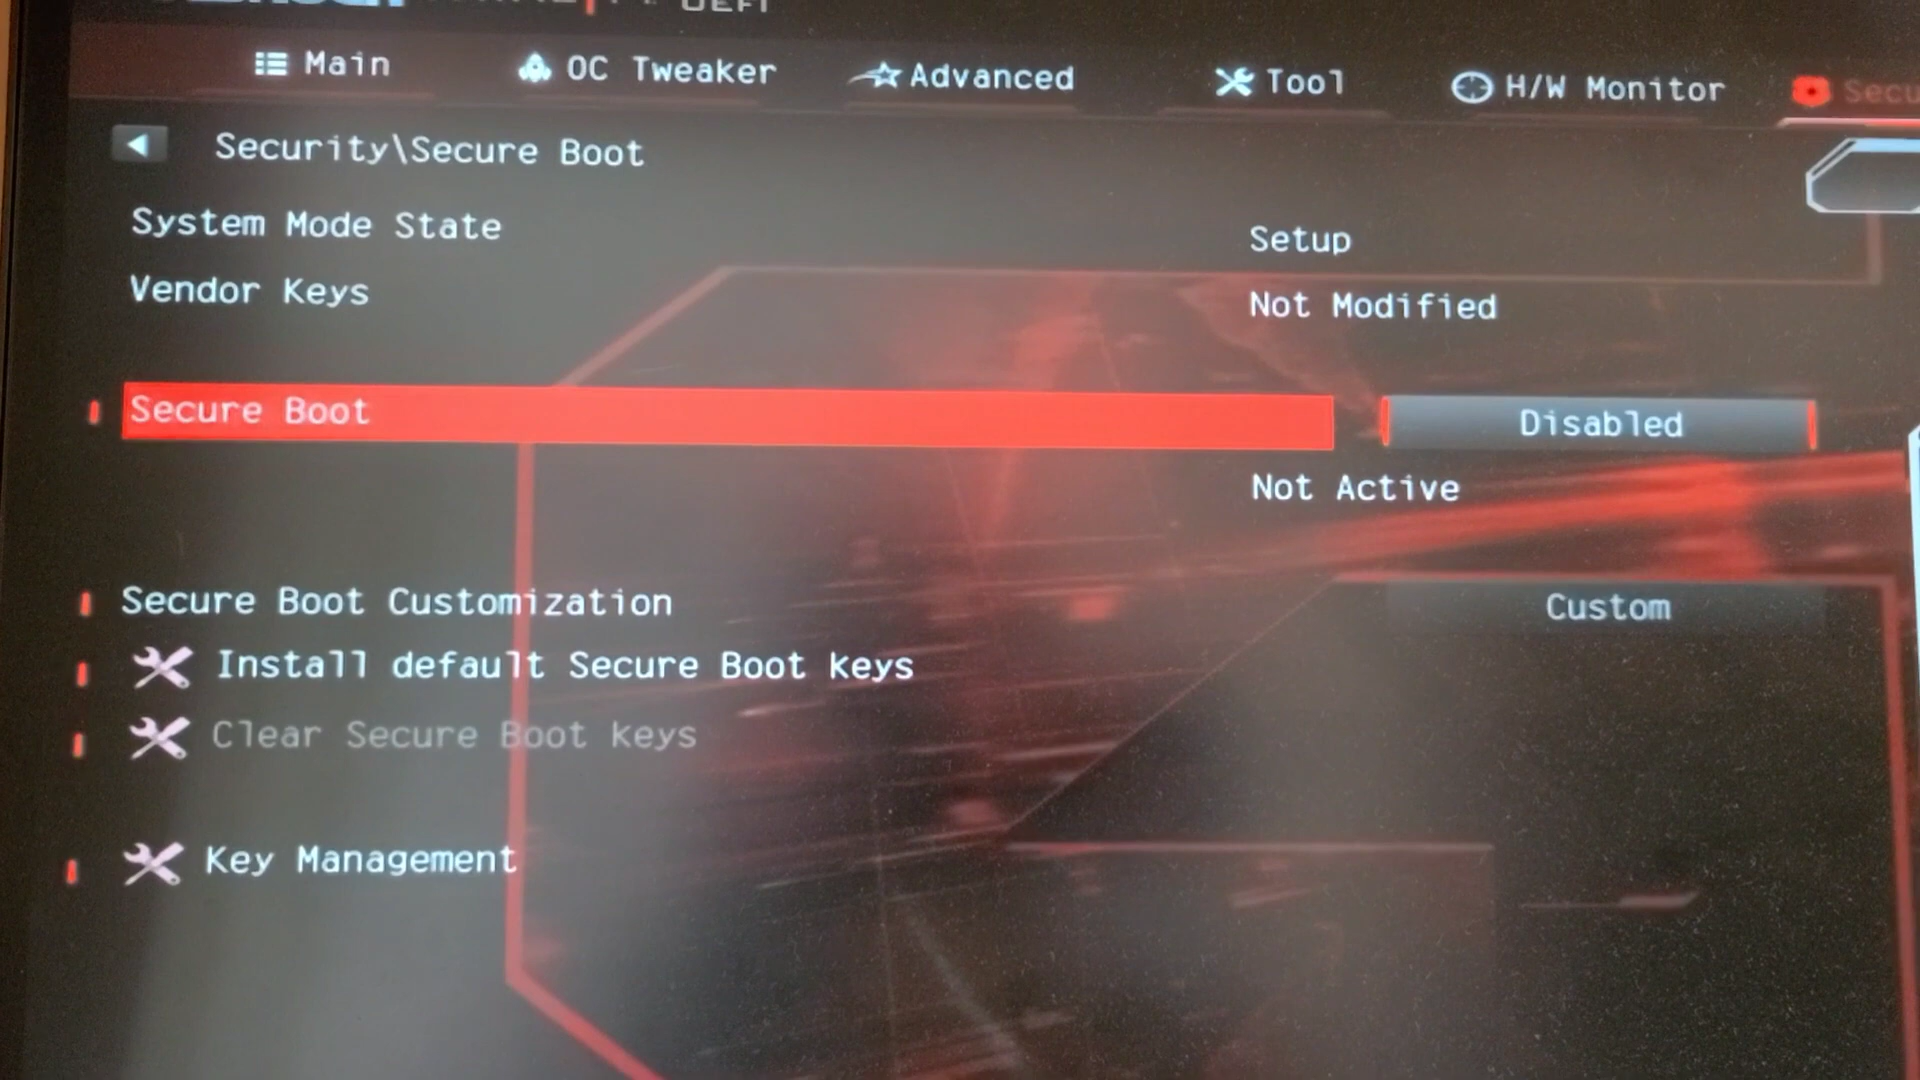 Main
OC Tweaker
Advanced
Tool
H/W Monitor
Security\Secure Boot
System Mode State
Setup
Vendor Keys
Not Modified
Secure Boot
Disabled
Not Active
Secure Boot Customization
Custom
Install default Secure Boot keys
Clear Secure Boot keys
Key Management